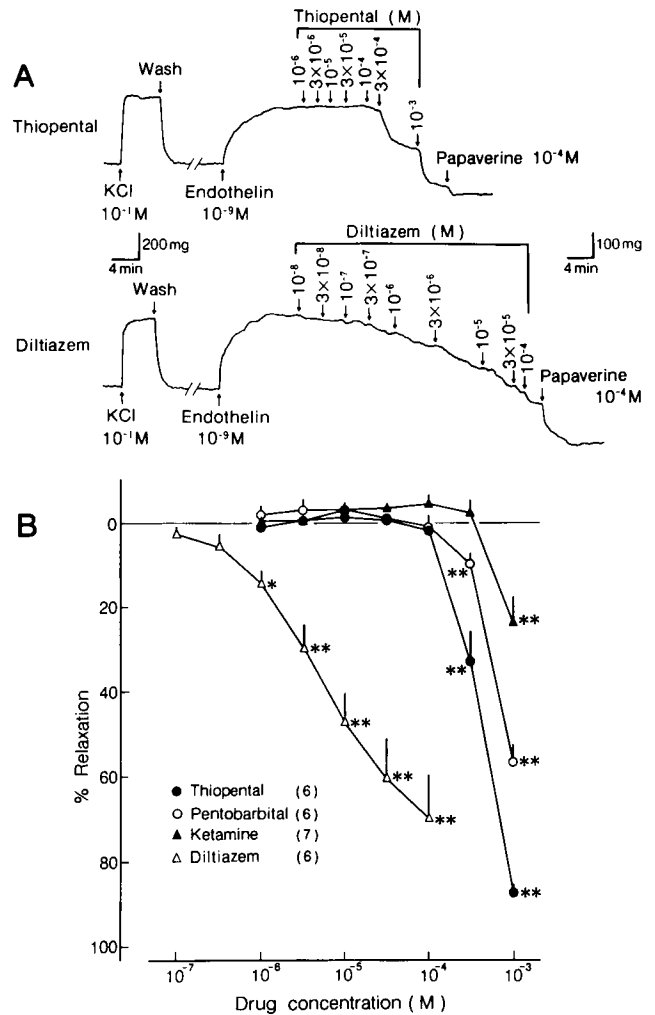 A
Thiopental (M)
10⁻⁶
3×10⁻⁶
10⁻⁵
3×10⁻⁵
10⁻⁴
3×10⁻⁴
10⁻³
Wash
Thiopental
Papaverine 10⁻⁴M
KCl
10⁻¹M
Endothelin
10⁻⁹M
200mg
4min
100mg
4min
Diltiazem (M)
10⁻⁸
3×10⁻⁸
10⁻⁷
3×10⁻⁷
10⁻⁶
3×10⁻⁶
10⁻⁵
3×10⁻⁵
10⁻⁴
Wash
Diltiazem
Papaverine
10⁻⁴M
KCl
10⁻¹M
Endothelin
10⁻⁹M
B
0
20
40
60
80
100
% Relaxation
*
**
**
**
**
**
**
**
**
**
● Thiopental (6)
○ Pentobarbital (6)
▲ Ketamine (7)
△ Diltiazem (6)
10⁻⁷
10⁻⁶
10⁻⁵
10⁻⁴
10⁻³
Drug concentration (M)